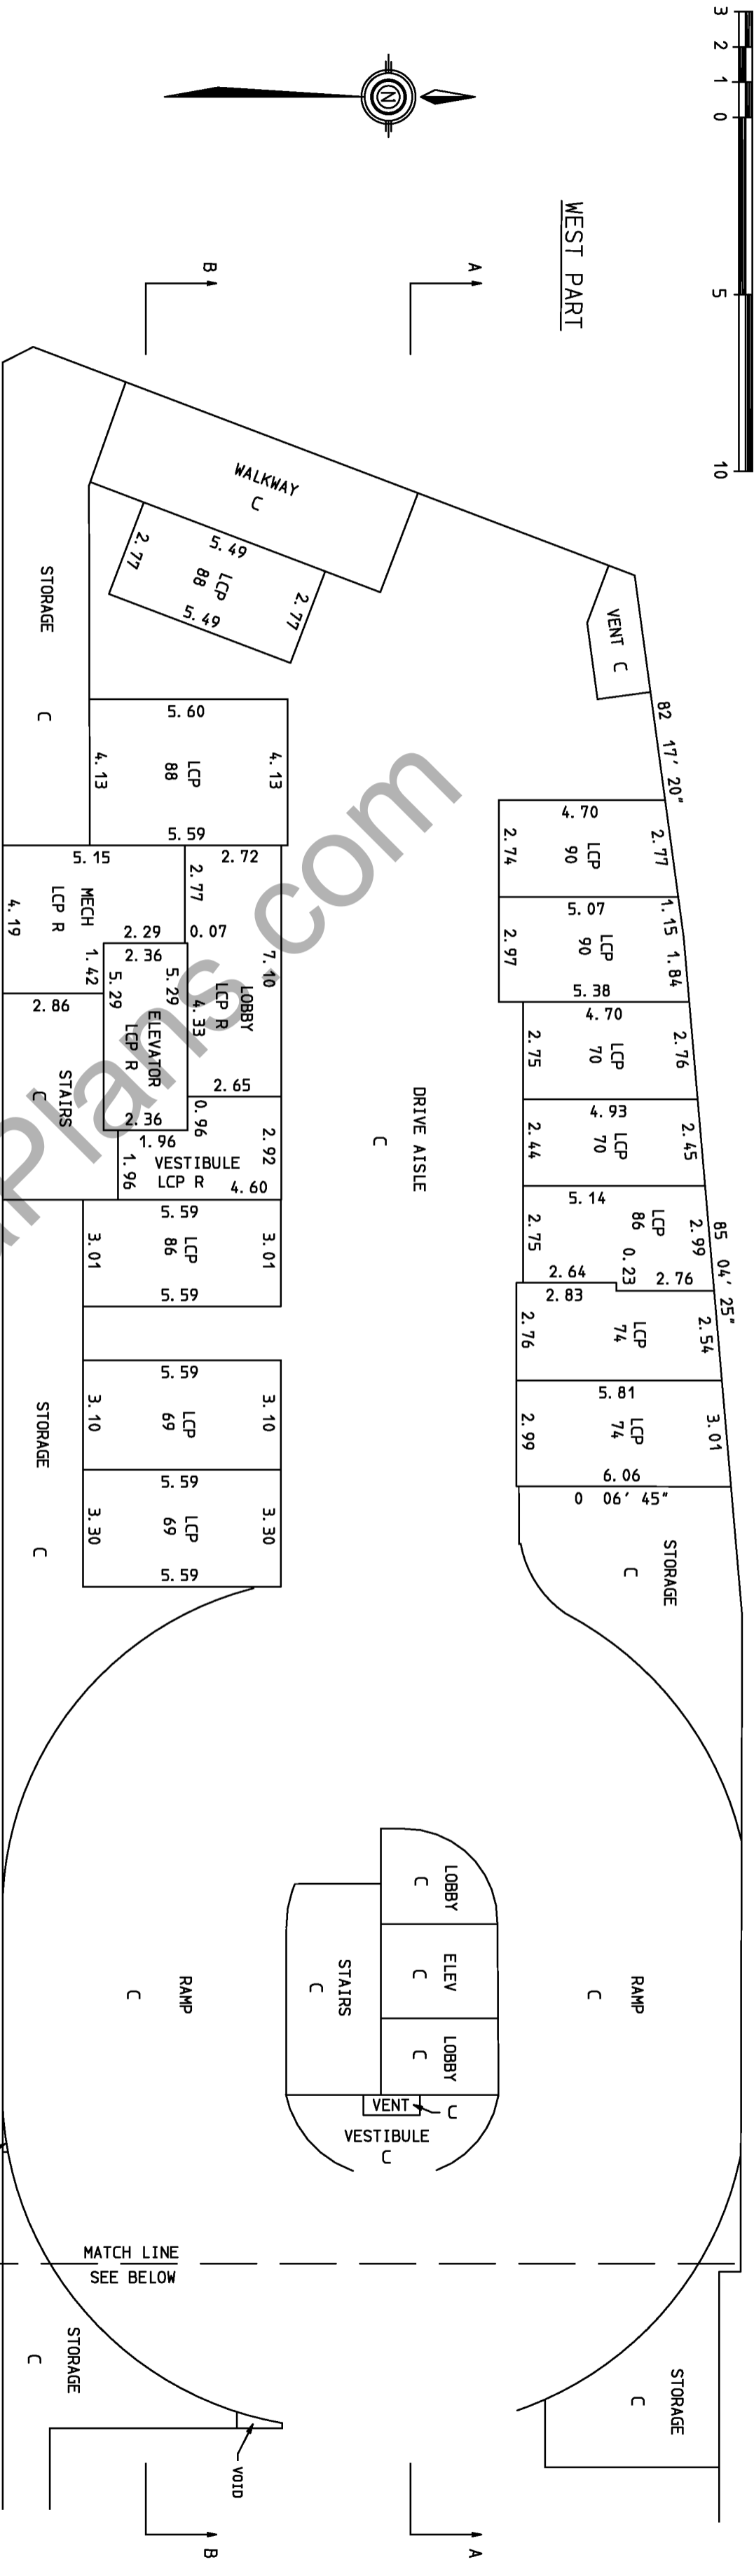 3 2 1 0 5 10
N
WEST PART
B
A
WALKWAY
C
VENT C
STORAGE
C
2.77
5.49
LCP
88
5.49
2.77
82 17' 20"
5.60
4.13
LCP
88
4.13
5.59
4.70
2.74
LCP
90
2.77
5.07
2.97
LCP
90
1.15 1.84
5.38
5.15
MECH
LCP R
4.19
2.29
1.42
2.72
2.77
0.07
7.10
LOBBY
LCP R
4.33
2.65
2.36
5.29
5.29
ELEVATOR
LCP R
2.36
2.86
STAIRS
C
0.96
2.92
1.96
1.96
VESTIBULE
LCP R
4.60
DRIVE AISLE
C
4.70
2.75
LCP
70
2.76
4.93
2.44
LCP
70
2.45
5.14
2.75
LCP
86
2.99
0.23
2.64
2.76
85 04' 25"
2.83
2.76
LCP
74
2.54
5.81
2.99
LCP
74
3.01
6.06
0 06' 45"
5.59
3.01
LCP
86
3.01
5.59
5.59
3.10
LCP
69
3.10
5.59
3.30
LCP
69
3.30
5.59
STORAGE
C
STORAGE
C
LOBBY
C
ELEV
C
LOBBY
C
STAIRS
C
RAMP
C
RAMP
C
VENT
C
VESTIBULE
C
MATCH LINE
SEE BELOW
STORAGE
C
STORAGE
C
VOID
B
A
Plans.com